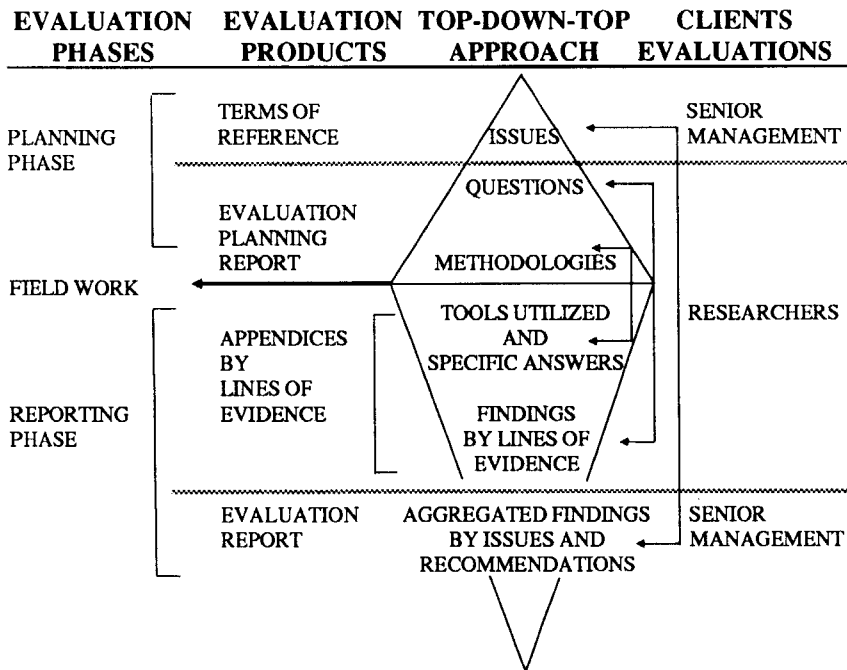 EVALUATION PHASES
EVALUATION PRODUCTS
TOP-DOWN-TOP APPROACH
CLIENTS EVALUATIONS
PLANNING
PHASE
TERMS OF
REFERENCE
ISSUES
SENIOR
MANAGEMENT
QUESTIONS
EVALUATION
PLANNING
REPORT
METHODOLOGIES
FIELD WORK
TOOLS UTILIZED
AND
SPECIFIC ANSWERS
RESEARCHERS
REPORTING
PHASE
APPENDICES
BY
LINES OF
EVIDENCE
FINDINGS
BY LINES OF
EVIDENCE
EVALUATION
REPORT
AGGREGATED FINDINGS
BY ISSUES AND
RECOMMENDATIONS
SENIOR
MANAGEMENT